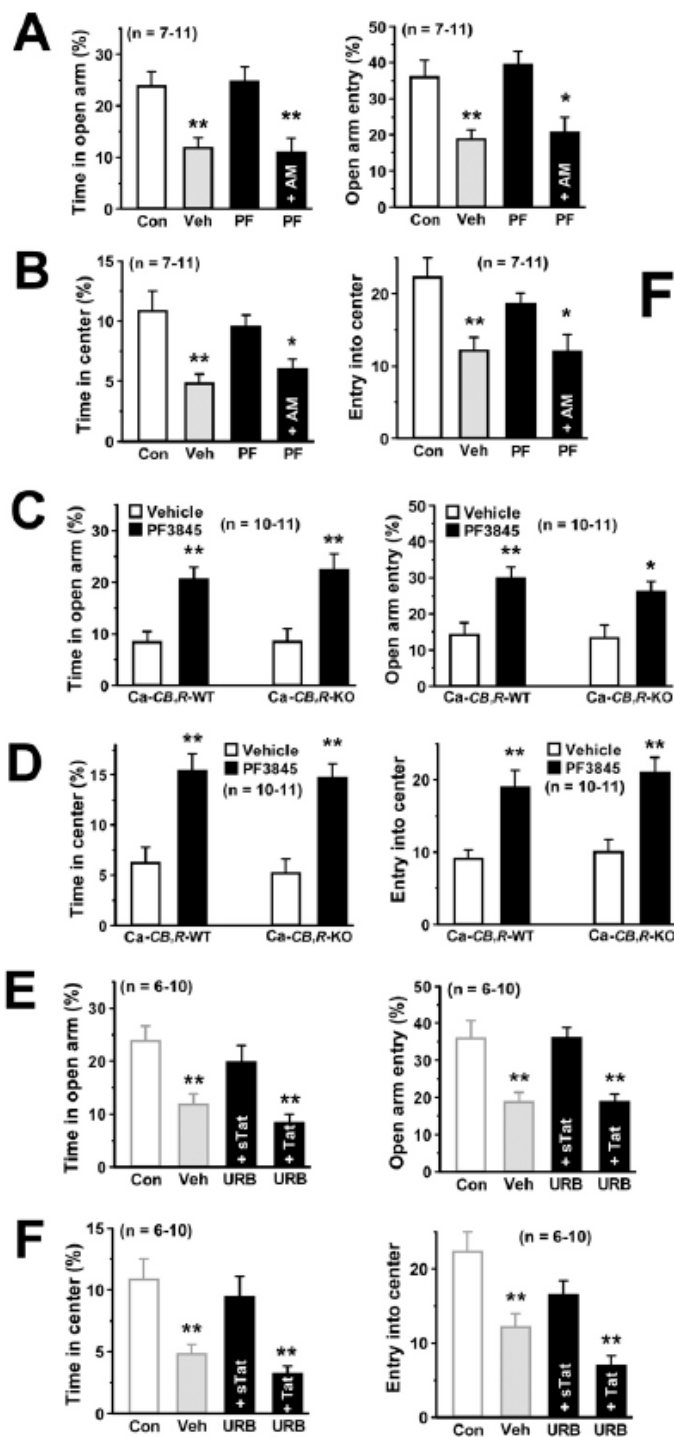 A
Time in open arm (%)
(n = 7-11)
30
20
10
0
Con Veh PF PF
** **
+ AM
Open arm entry (%)
(n = 7-11)
50
40
30
20
10
0
Con Veh PF PF
** *
+ AM
B
Time in center (%)
(n = 7-11)
15
10
5
0
Con Veh PF PF
** *
+ AM
Entry into center
(n = 7-11)
20
10
0
Con Veh PF PF
** *
+ AM
F
C
Time in open arm (%)
Vehicle
PF3845
(n = 10-11)
30
20
10
0
** **
Ca-CB₁R-WT Ca-CB₁R-KO
Open arm entry (%)
Vehicle
PF3845
(n = 10-11)
50
40
30
20
10
0
** *
Ca-CB₁R-WT Ca-CB₁R-KO
D
Time in center (%)
Vehicle
PF3845
(n = 10-11)
15
10
5
0
** **
Ca-CB₁R-WT Ca-CB₁R-KO
Entry into center
Vehicle
PF3845
(n = 10-11)
20
10
0
** **
Ca-CB₁R-WT Ca-CB₁R-KO
E
Time in open arm (%)
(n = 6-10)
30
20
10
0
** **
+ sTat + Tat
Con Veh URB URB
Open arm entry (%)
(n = 6-10)
50
40
30
20
10
0
** **
+ sTat + Tat
Con Veh URB URB
F
Time in center (%)
(n = 6-10)
15
10
5
0
** **
+ sTat + Tat
Con Veh URB URB
Entry into center
(n = 6-10)
20
10
0
** **
+ sTat + Tat
Con Veh URB URB